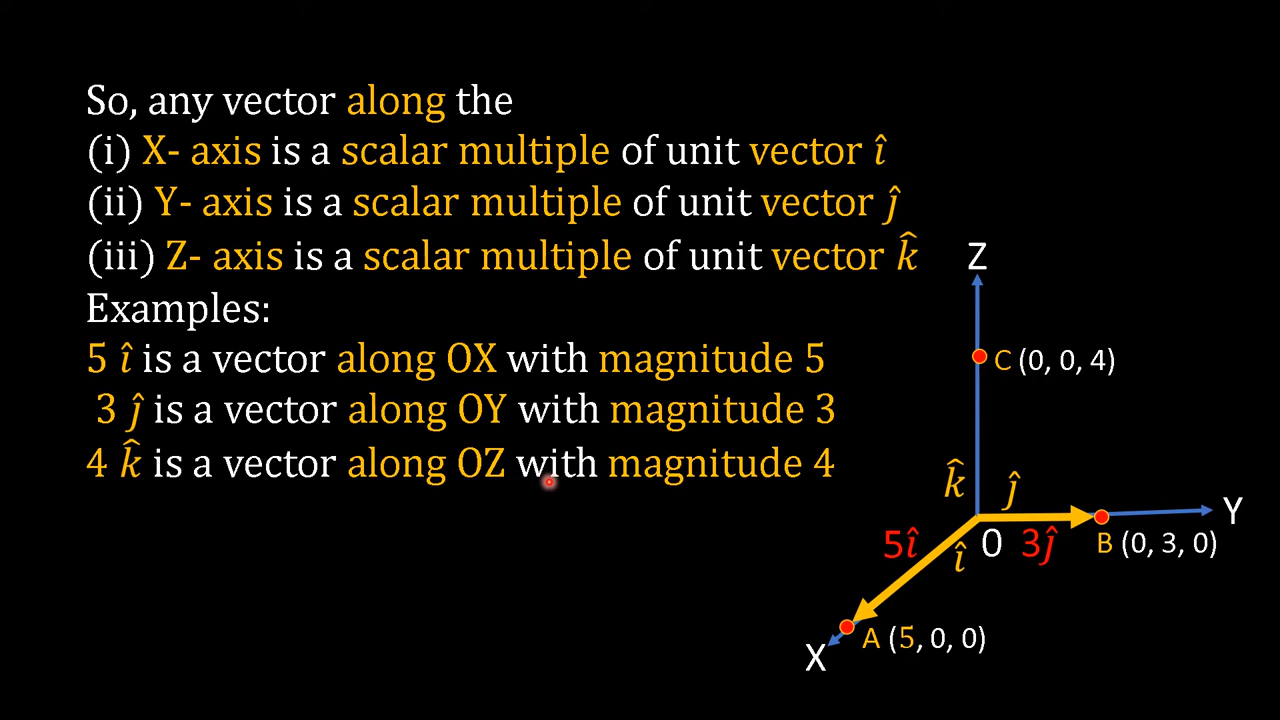 So, any vector along the
(i) X- axis is a scalar multiple of unit vector î
(ii) Y- axis is a scalar multiple of unit vector ĵ
(iii) Z- axis is a scalar multiple of unit vector k̂
Examples:
5 î is a vector along OX with magnitude 5
3 ĵ is a vector along OY with magnitude 3
4 k̂ is a vector along OZ with magnitude 4
Z
C (0, 0, 4)
k̂ ĵ
Y
5î î O 3ĵ B (0, 3, 0)
A (5, 0, 0)
X